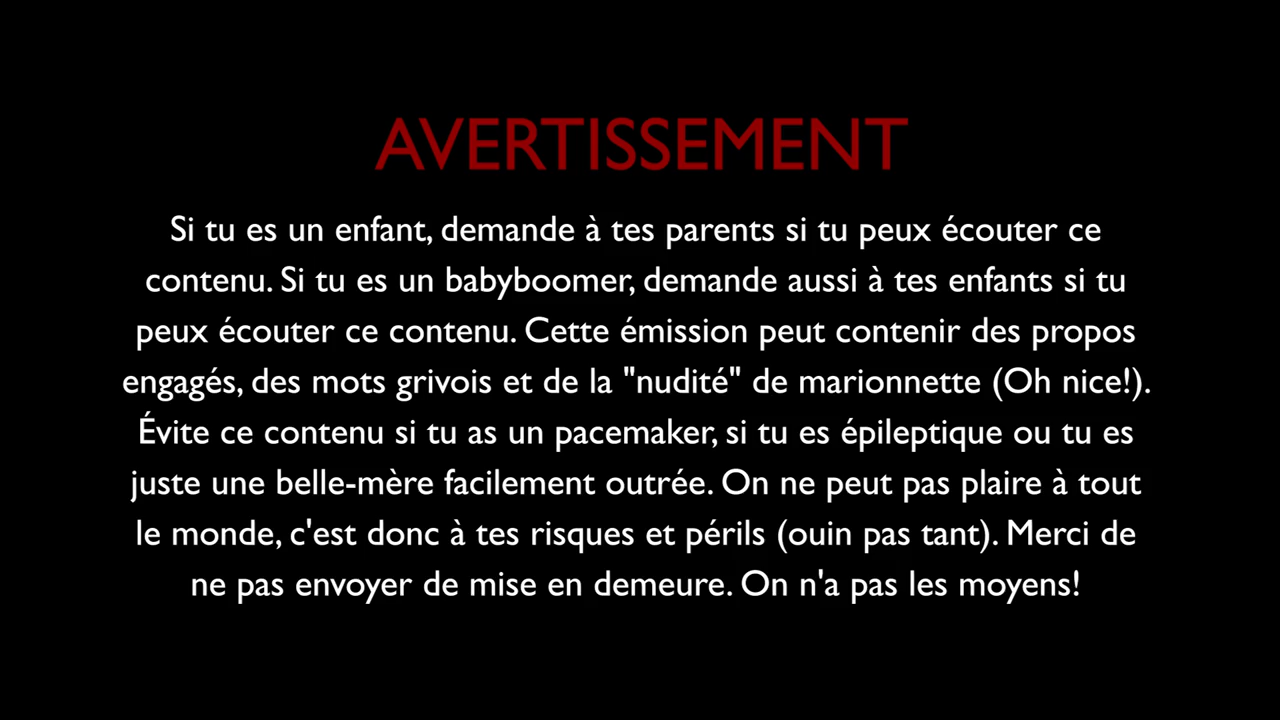 AVERTISSEMENT
Si tu es un enfant, demande à tes parents si tu peux écouter ce
contenu. Si tu es un babyboomer, demande aussi à tes enfants si tu
peux écouter ce contenu. Cette émission peut contenir des propos
engagés, des mots grivois et de la "nudité" de marionnette (Oh nice!).
Évite ce contenu si tu as un pacemaker, si tu es épileptique ou tu es
juste une belle-mère facilement outrée. On ne peut pas plaire à tout
le monde, c'est donc à tes risques et périls (ouin pas tant). Merci de
ne pas envoyer de mise en demeure. On n'a pas les moyens!